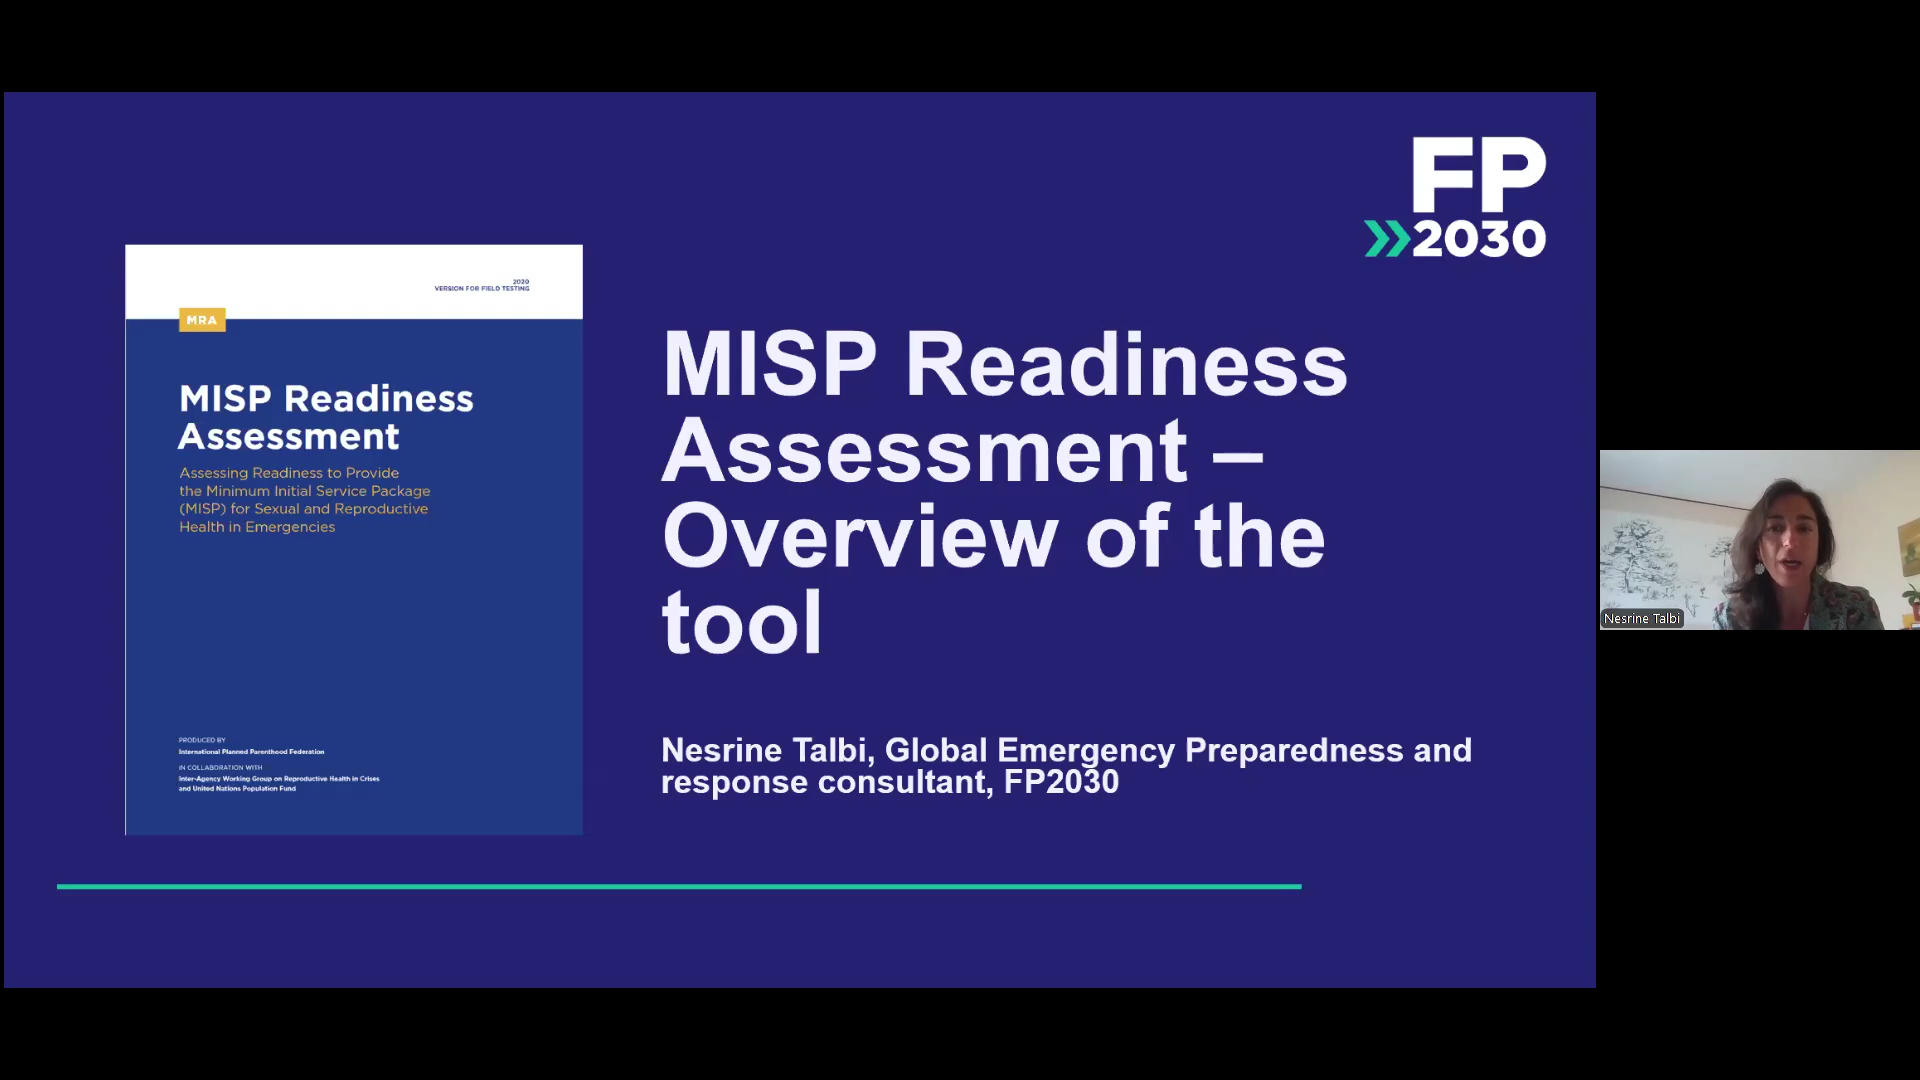 FP
2030
2020
VERSION FOR FIELD TESTING
MRA
MISP Readiness
Assessment
Assessing Readiness to Provide
the Minimum Initial Service Package
(MISP) for Sexual and Reproductive
Health in Emergencies
PRODUCED BY
International Planned Parenthood Federation
IN COLLABORATION WITH
Inter-Agency Working Group on Reproductive Health in Crises
and United Nations Population Fund
MISP Readiness
Assessment –
Overview of the
tool
Nesrine Talbi, Global Emergency Preparedness and
response consultant, FP2030
Nesrine Talbi